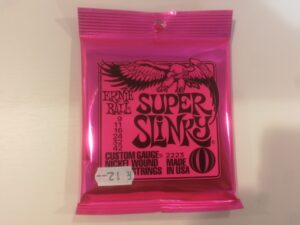 ERNIE
BALL
SUPER
SLINKY
9
11
16
24
32
42
CUSTOM GAUGE
NICKEL WOUND
STRINGS
2223
MADE
IN USA
€ 12--